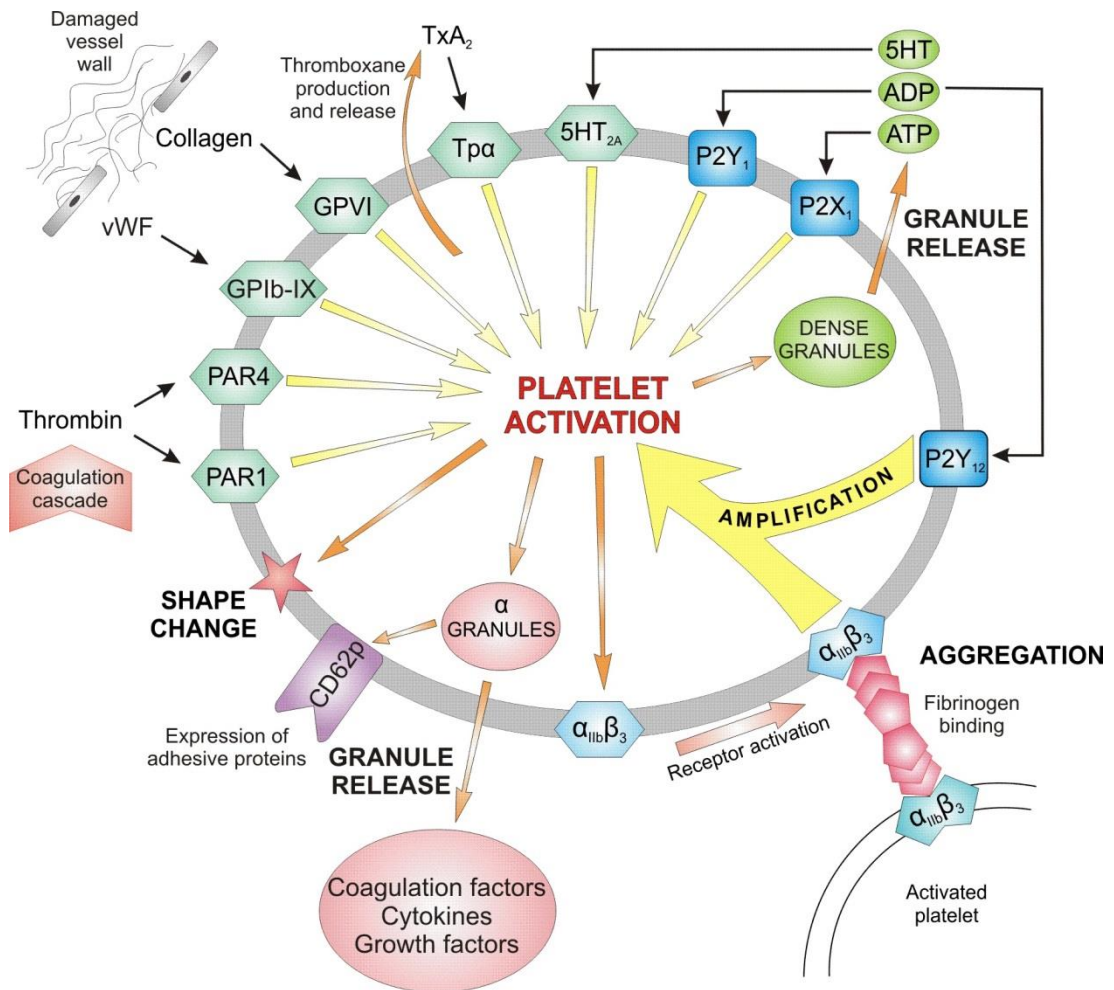 Damaged
vessel
wall
TxA₂
Thromboxane
production
and release
Collagen
vWF
5HT
ADP
ATP
Tpα
5HT₂A
P2Y₁
P2X₁
GPVI
GPIb-IX
PAR4
PAR1
Thrombin
Coagulation
cascade
GRANULE
RELEASE
DENSE
GRANULES
PLATELET
ACTIVATION
P2Y₁₂
AMPLIFICATION
SHAPE
CHANGE
α
GRANULES
CD62p
Expression of
adhesive proteins
GRANULE
RELEASE
αIIbβ₃
Receptor activation
αIIbβ₃
AGGREGATION
Fibrinogen
binding
αIIbβ₃
Activated
platelet
Coagulation factors
Cytokines
Growth factors